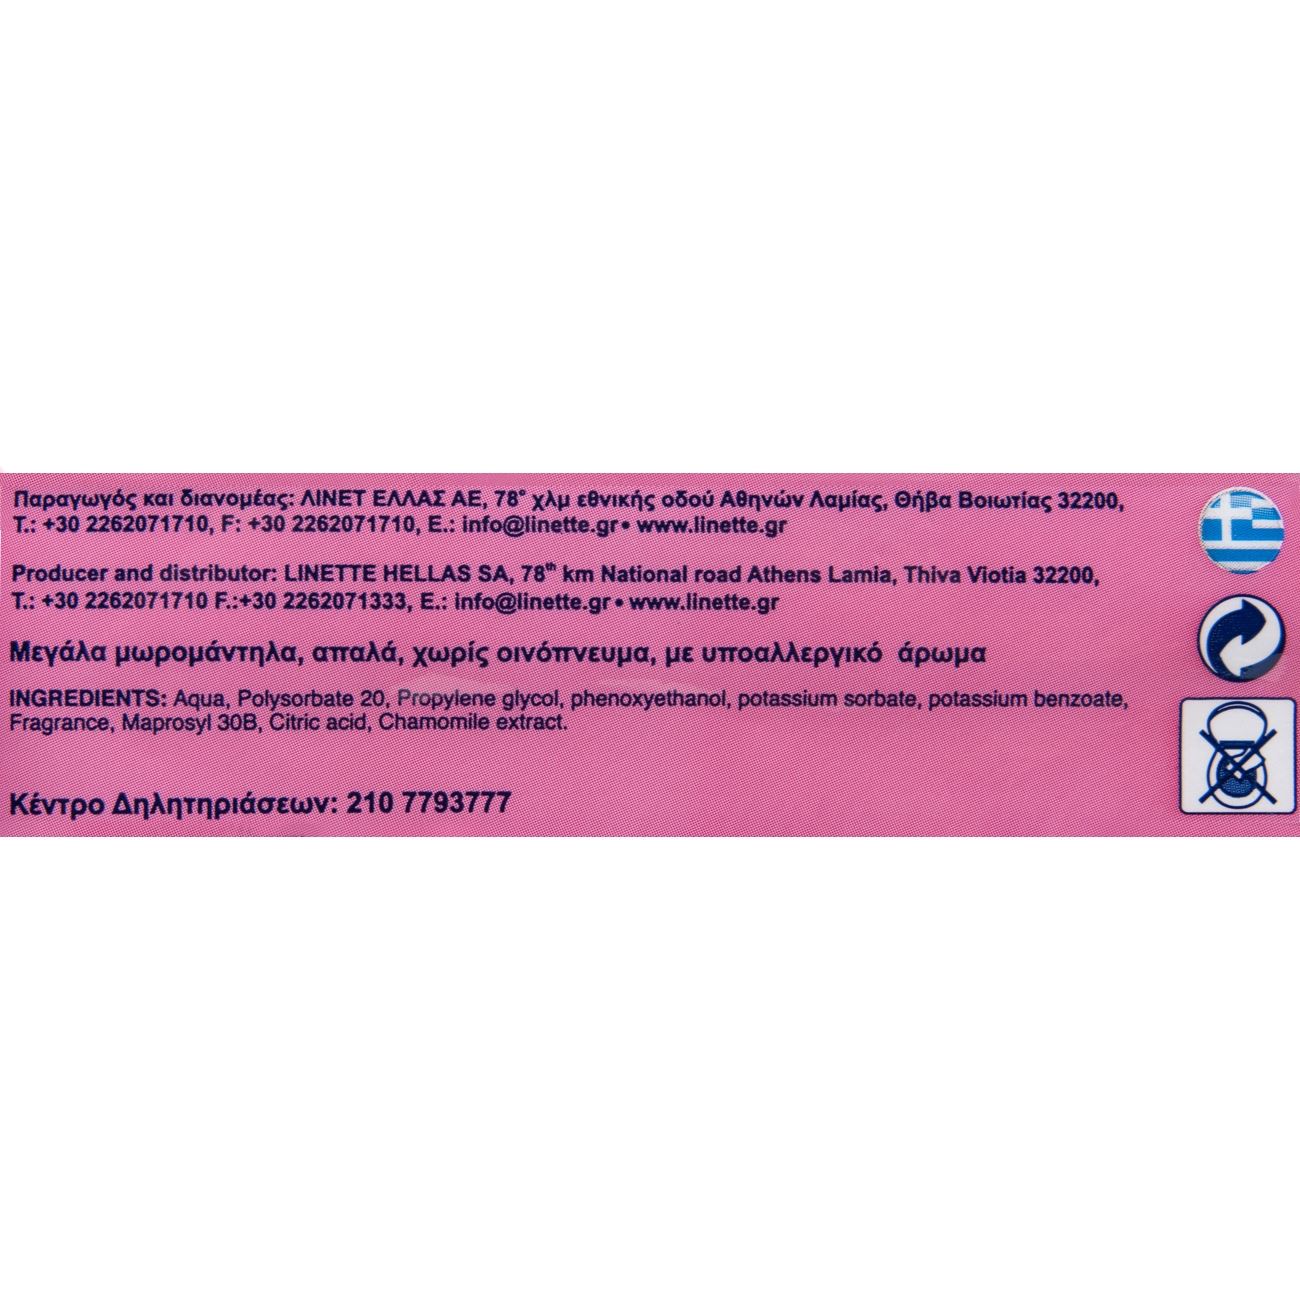 Παραγωγός και διανομέας: ΛΙΝΕΤ ΕΛΛΑΣ ΑΕ, 78° χλμ εθνικής οδού Αθηνών Λαμίας, Θήβα Βοιωτίας 32200,
Τ.: +30 2262071710, F: +30 2262071710, E.: info@linette.gr • www.linette.gr
Producer and distributor: LINETTE HELLAS SA, 78th km National road Athens Lamia, Thiva Viotia 32200,
T.: +30 2262071710 F.:+30 2262071333, E.: info@linette.gr • www.linette.gr
Μεγάλα μωρομάντηλα, απαλά, χωρίς οινόπνευμα, με υποαλλεργικό άρωμα
INGREDIENTS: Aqua, Polysorbate 20, Propylene glycol, phenoxyethanol, potassium sorbate, potassium benzoate,
Fragrance, Maprosyl 30B, Citric acid, Chamomile extract.
Κέντρο Δηλητηριάσεων: 210 7793777